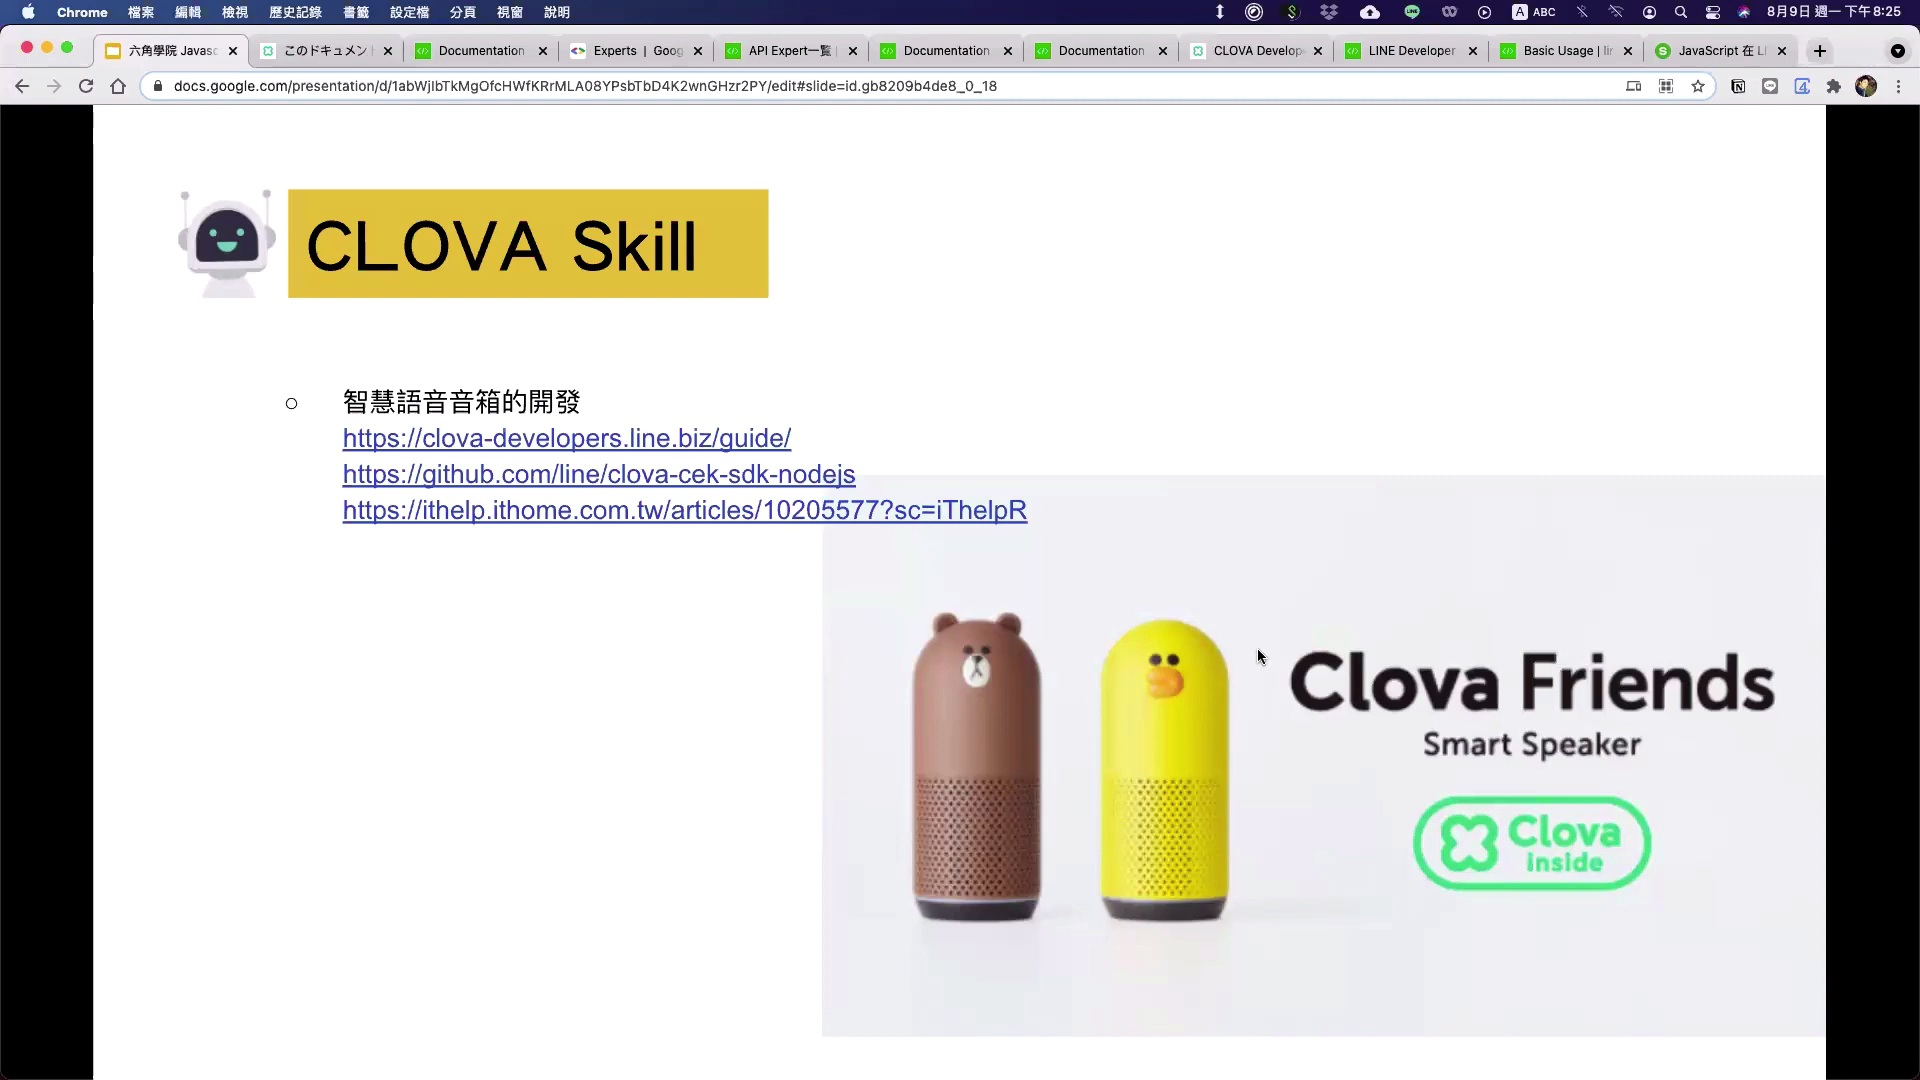 Chrome 檔案 編輯 檢視 歷史記錄 書籤 設定檔 分頁 視窗 說明 A ABC 8月9日 週一 下午8:25
六角學院 Javasc このドキュメント Documentation Experts | Goog API Expert一覧 | Documentation Documentation CLOVA Develop LINE Developer Basic Usage | lin JavaScript 在 LI
docs.google.com/presentation/d/1abWjIbTkMgOfcHWfKRrMLA08YPsbTbD4K2wnGHzr2PY/edit#slide=id.gb8209b4de8_0_18
CLOVA Skill
智慧語音音箱的開發
https://clova-developers.line.biz/guide/
https://github.com/line/clova-cek-sdk-nodejs
https://ithelp.ithome.com.tw/articles/10205577?sc=iThelpR
Clova Friends
Smart Speaker
Clova
inside